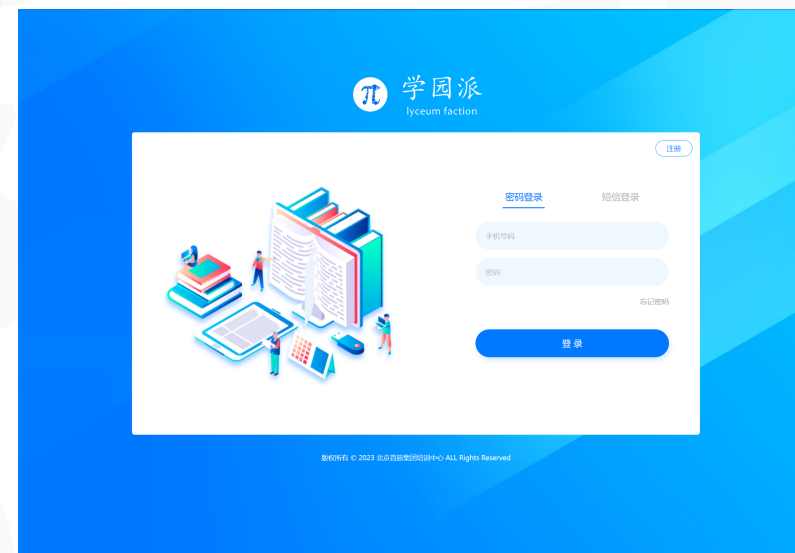 学园派
lyceum faction
注册
密码登录
短信登录
手机号码
密码
忘记密码
登 录
版权所有 © 2023 北京首旅集团培训中心 ALL Rights Reserved